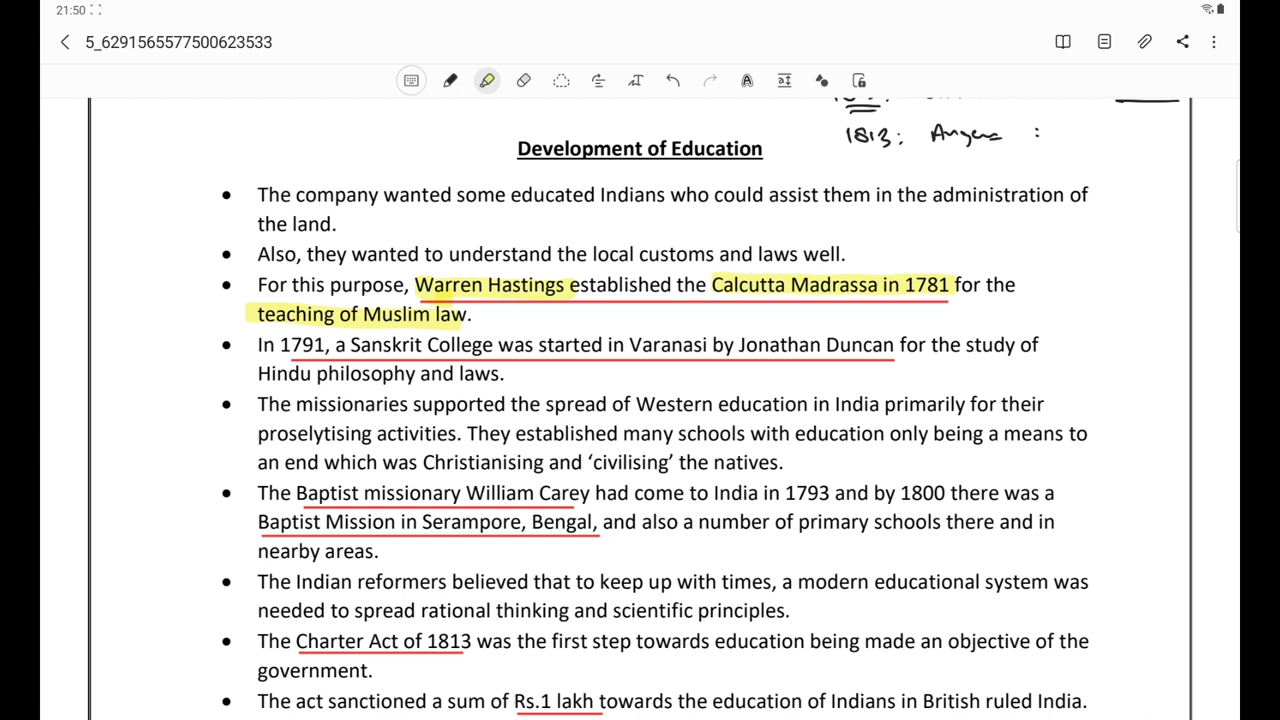 21:50
5_6291565577500623533
1813:
Development of Education
• The company wanted some educated Indians who could assist them in the administration of
the land.
• Also, they wanted to understand the local customs and laws well.
• For this purpose, Warren Hastings established the Calcutta Madrassa in 1781 for the
teaching of Muslim law.
• In 1791, a Sanskrit College was started in Varanasi by Jonathan Duncan for the study of
Hindu philosophy and laws.
• The missionaries supported the spread of Western education in India primarily for their
proselytising activities. They established many schools with education only being a means to
an end which was Christianising and ‘civilising’ the natives.
• The Baptist missionary William Carey had come to India in 1793 and by 1800 there was a
Baptist Mission in Serampore, Bengal, and also a number of primary schools there and in
nearby areas.
• The Indian reformers believed that to keep up with times, a modern educational system was
needed to spread rational thinking and scientific principles.
• The Charter Act of 1813 was the first step towards education being made an objective of the
government.
• The act sanctioned a sum of Rs.1 lakh towards the education of Indians in British ruled India.